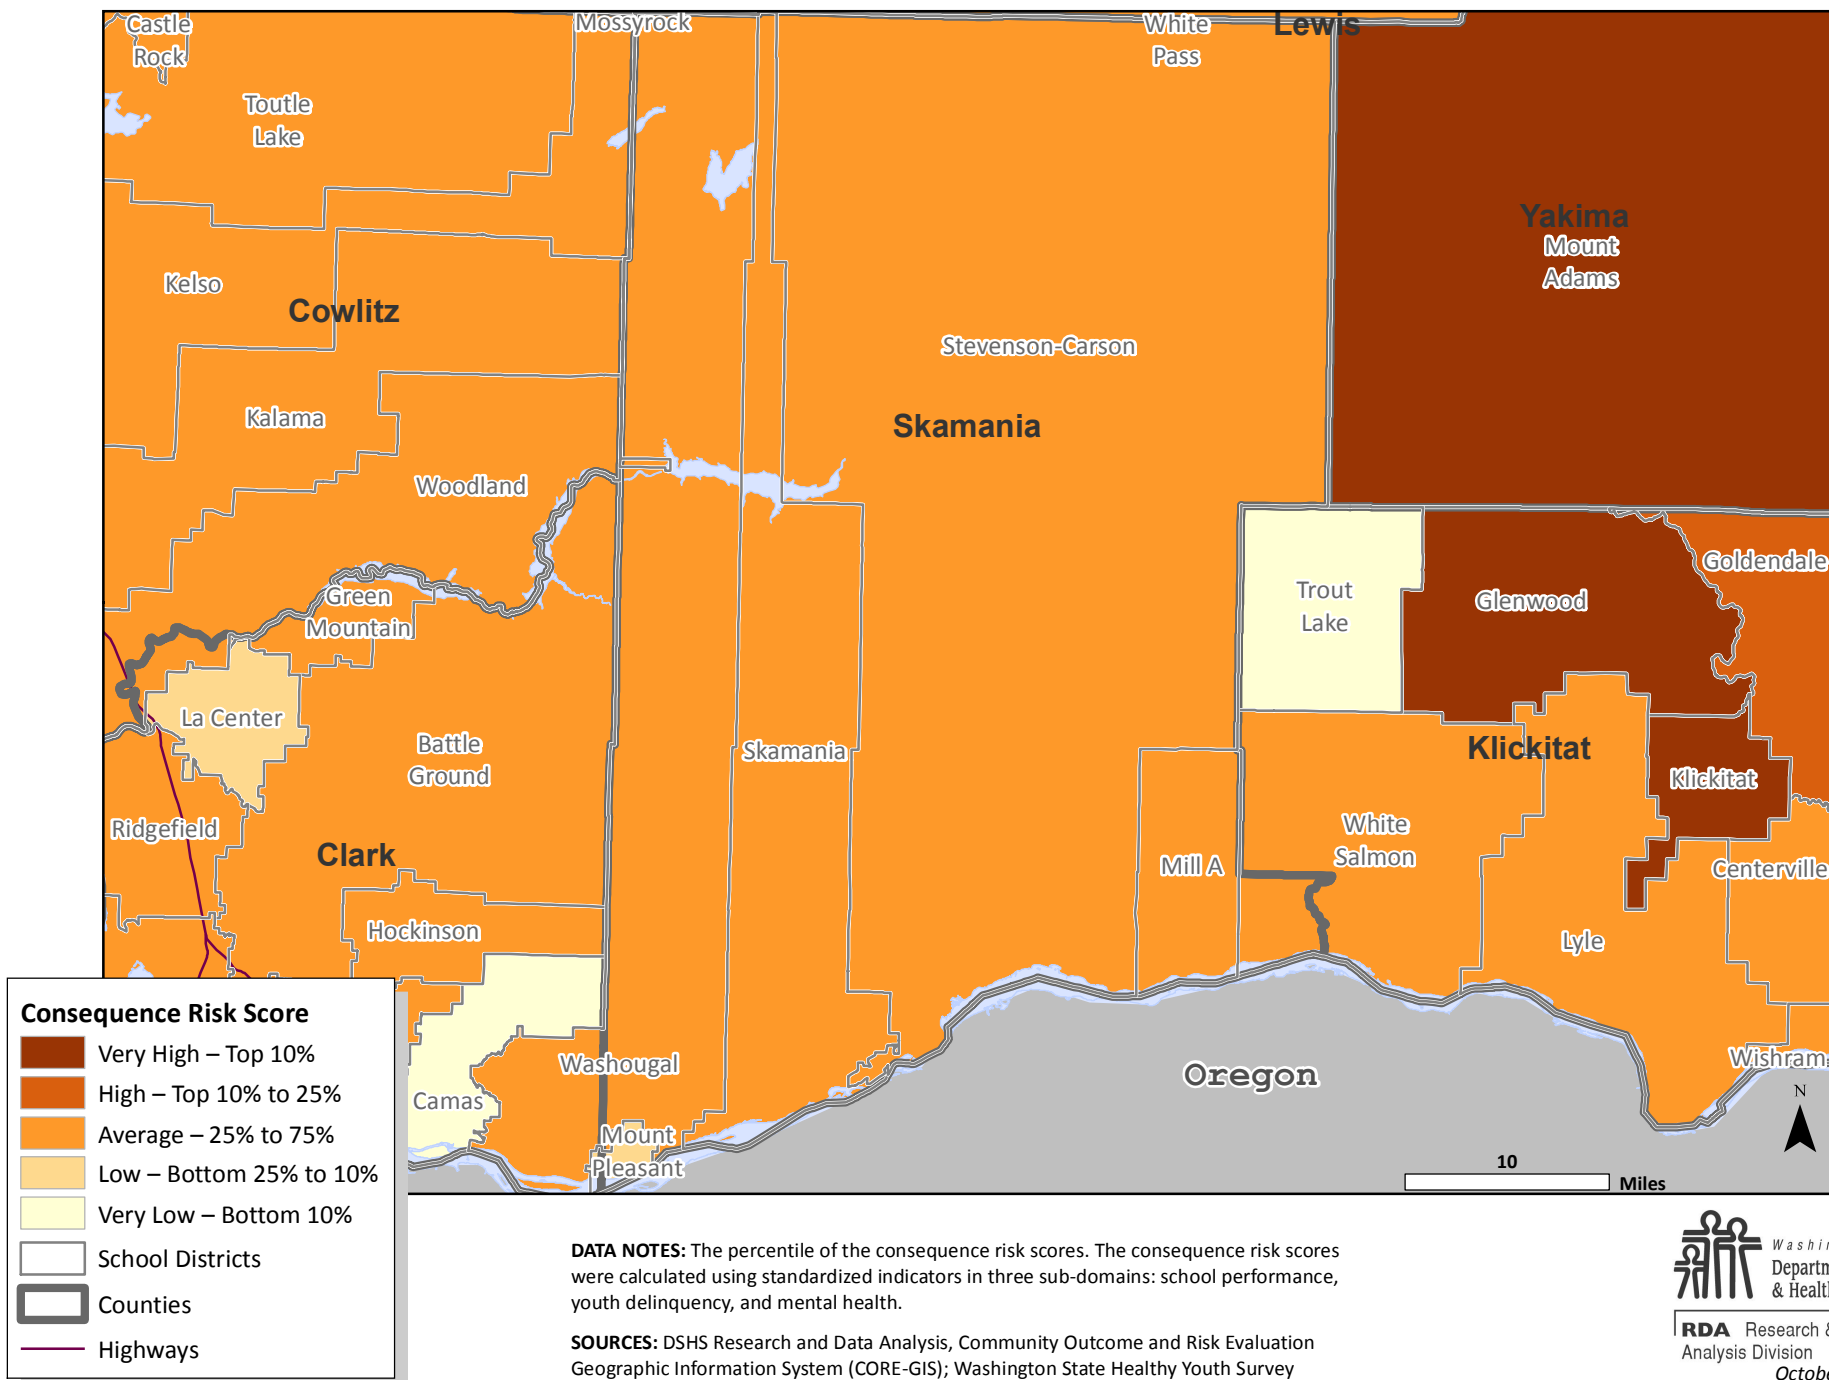 Castle
Rock
Mossyrock
White
Pass
Lewis
Toutle
Lake
Yakima
Mount
Adams
Kelso
Cowlitz
Stevenson-Carson
Kalama
Skamania
Woodland
Goldendale
Green
Mountain
Trout
Lake
Glenwood
La Center
Battle
Ground
Skamania
Klickitat
Klickitat
Ridgefield
Clark
White
Salmon
Mill A
Centerville
Hockinson
Lyle
Washougal
Wishram
Oregon
Camas
Mount
Pleasant
N
10
Miles
Consequence Risk Score
Very High – Top 10%
High – Top 10% to 25%
Average – 25% to 75%
Low – Bottom 25% to 10%
Very Low – Bottom 10%
School Districts
Counties
Highways
DATA NOTES: The percentile of the consequence risk scores. The consequence risk scores
were calculated using standardized indicators in three sub-domains: school performance,
youth delinquency, and mental health.
SOURCES: DSHS Research and Data Analysis, Community Outcome and Risk Evaluation
Geographic Information System (CORE-GIS); Washington State Healthy Youth Survey
Washin
Departm
& Healt
RDA Research &
Analysis Division
Octobe